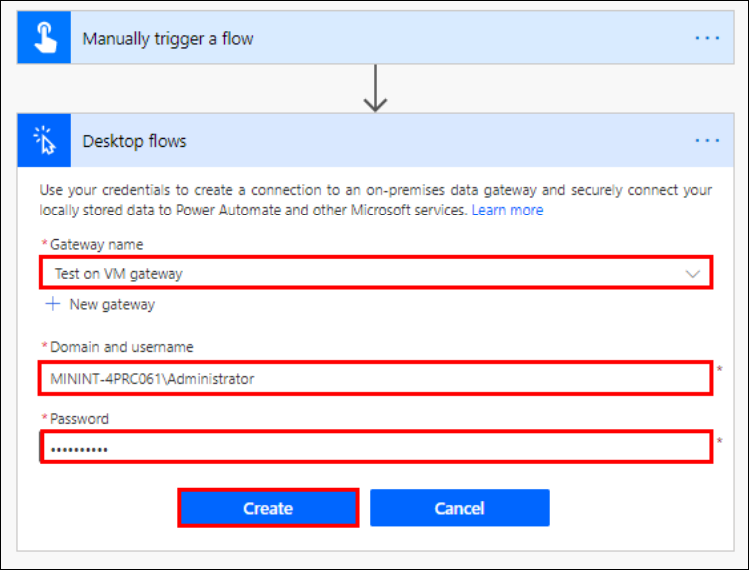 Manually trigger a flow
Desktop flows
Use your credentials to create a connection to an on-premises data gateway and securely connect your
locally stored data to Power Automate and other Microsoft services. Learn more
*Gateway name
Test on VM gateway
+ New gateway
*Domain and username
MININT-4PRC061\Administrator
*
*Password
••••••••••
*
Create Cancel